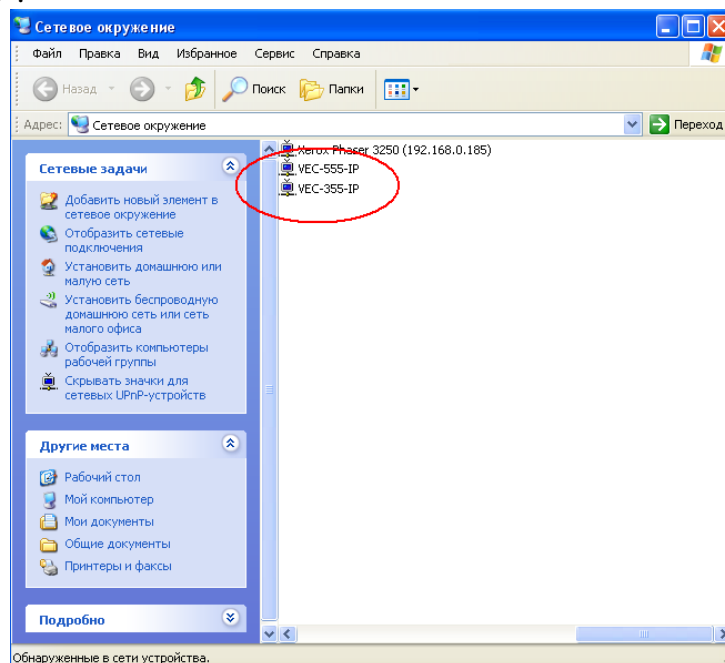 Сетевое окружение
Файл Правка Вид Избранное Сервис Справка
Назад Поиск Папки
Адрес: Сетевое окружение Переход
Сетевые задачи
Добавить новый элемент в
сетевое окружение
Отобразить сетевые
подключения
Установить домашнюю или
малую сеть
Установить беспроводную
домашнюю сеть или сеть
малого офиса
Отобразить компьютеры
рабочей группы
Скрывать значки для
сетевых UPnP-устройств
Другие места
Рабочий стол
Мой компьютер
Мои документы
Общие документы
Принтеры и факсы
Подробно
Xerox Phaser 3250 (192.168.0.185)
VEC-555-IP
VEC-355-IP
Обнаруженные в сети устройства.